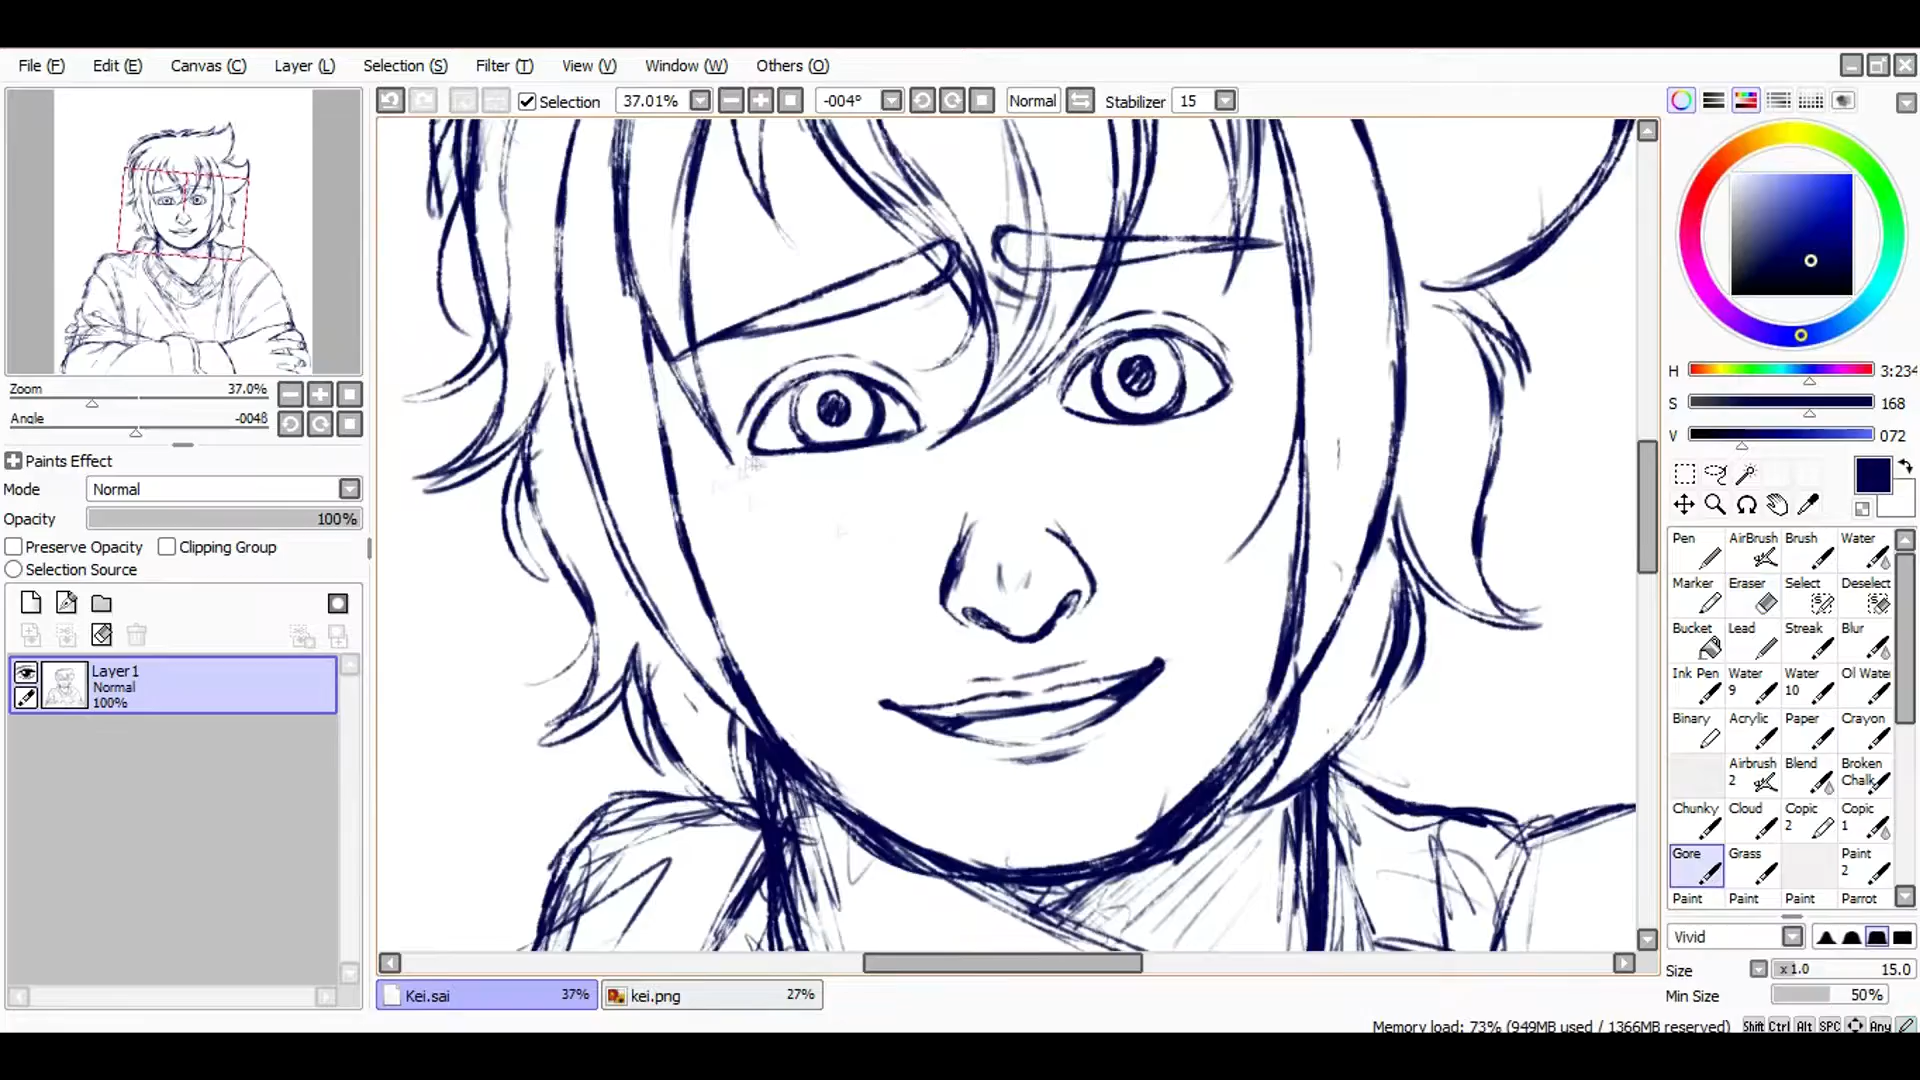 File (F) Edit (E) Canvas (C) Layer (L) Selection (S) Filter (T) View (V) Window (W) Others (O)
Selection 37.01% -004° Normal Stabilizer 15
Zoom 37.0%
Angle -004ß
Paints Effect
Mode Normal
Opacity 100%
Preserve Opacity Clipping Group
Selection Source
Layer1
Normal
100%
H 3:234
S 168
V 072
Pen AirBrush Brush Water
Marker Eraser Select Deselect
Bucket Lead Streak Blur
Ink Pen Water 9 Water 10 Ol Wate
Binary Acrylic Paper Crayon
Airbrush 2 Blend Broken Chalk
Chunky Cloud Copic 2 Copic 1
Gore Grass Paint 2
Paint Paint Paint Parrot
Vivid
Size x 1.0 15.0
Min Size 50%
Kei.sai 37% kei.png 27%
Memory load: 73% (949MB used / 1366MB reserved) Shift Ctrl Alt SPC Any